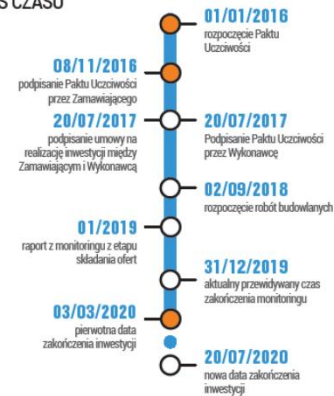 S CZASU
01/01/2016
rozpoczęcie Paktu
Uczciwości
08/11/2016
podpisanie Paktu Uczciwości
przez Zamawiającego
20/07/2017
podpisanie umowy na
realizację inwestycji między
Zamawiającym i Wykonawcą
20/07/2017
Podpisanie Paktu Uczciwości
przez Wykonawcę
02/09/2018
rozpoczęcie robót budowlanych
01/2019
raport z monitoringu z etapu
składania ofert
31/12/2019
aktualny przewidywany czas
zakończenia monitoringu
03/03/2020
pierwotna data
zakończenia inwestycji
20/07/2020
nowa data zakończenia
inwestycji